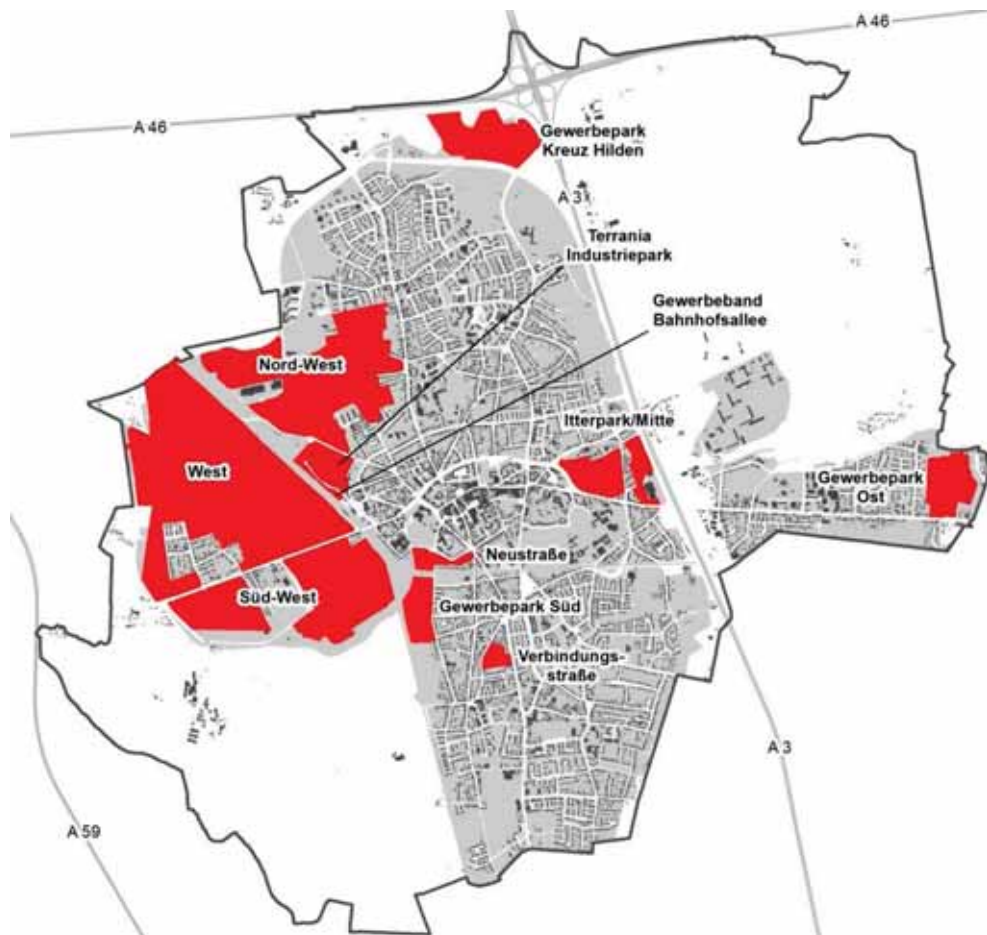 A 46
A 46
Gewerbepark
Kreuz Hilden
A 3
Terrania
Industriepark
Gewerbeband
Bahnhofsallee
Nord-West
Itterpark/Mitte
West
Gewerbepark
Ost
Neustraße
Süd-West
Gewerbepark Süd
Verbindungs-
straße
A 3
A 59